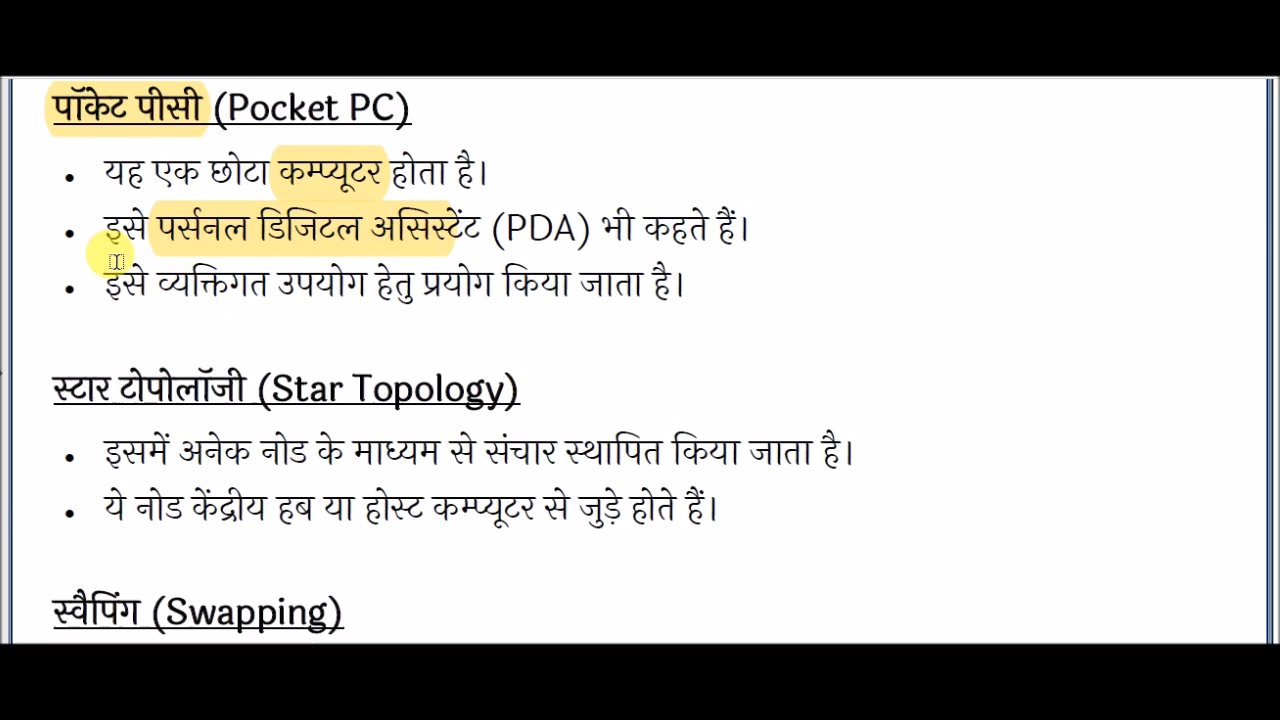 पॉकेट पीसी (Pocket PC)
• यह एक छोटा कम्प्यूटर होता है।
• इसे पर्सनल डिजिटल असिस्टेंट (PDA) भी कहते हैं।
• इसे व्यक्तिगत उपयोग हेतु प्रयोग किया जाता है।
स्टार टोपोलॉजी (Star Topology)
• इसमें अनेक नोड के माध्यम से संचार स्थापित किया जाता है।
• ये नोड केंद्रीय हब या होस्ट कम्प्यूटर से जुड़े होते हैं।
स्वैपिंग (Swapping)